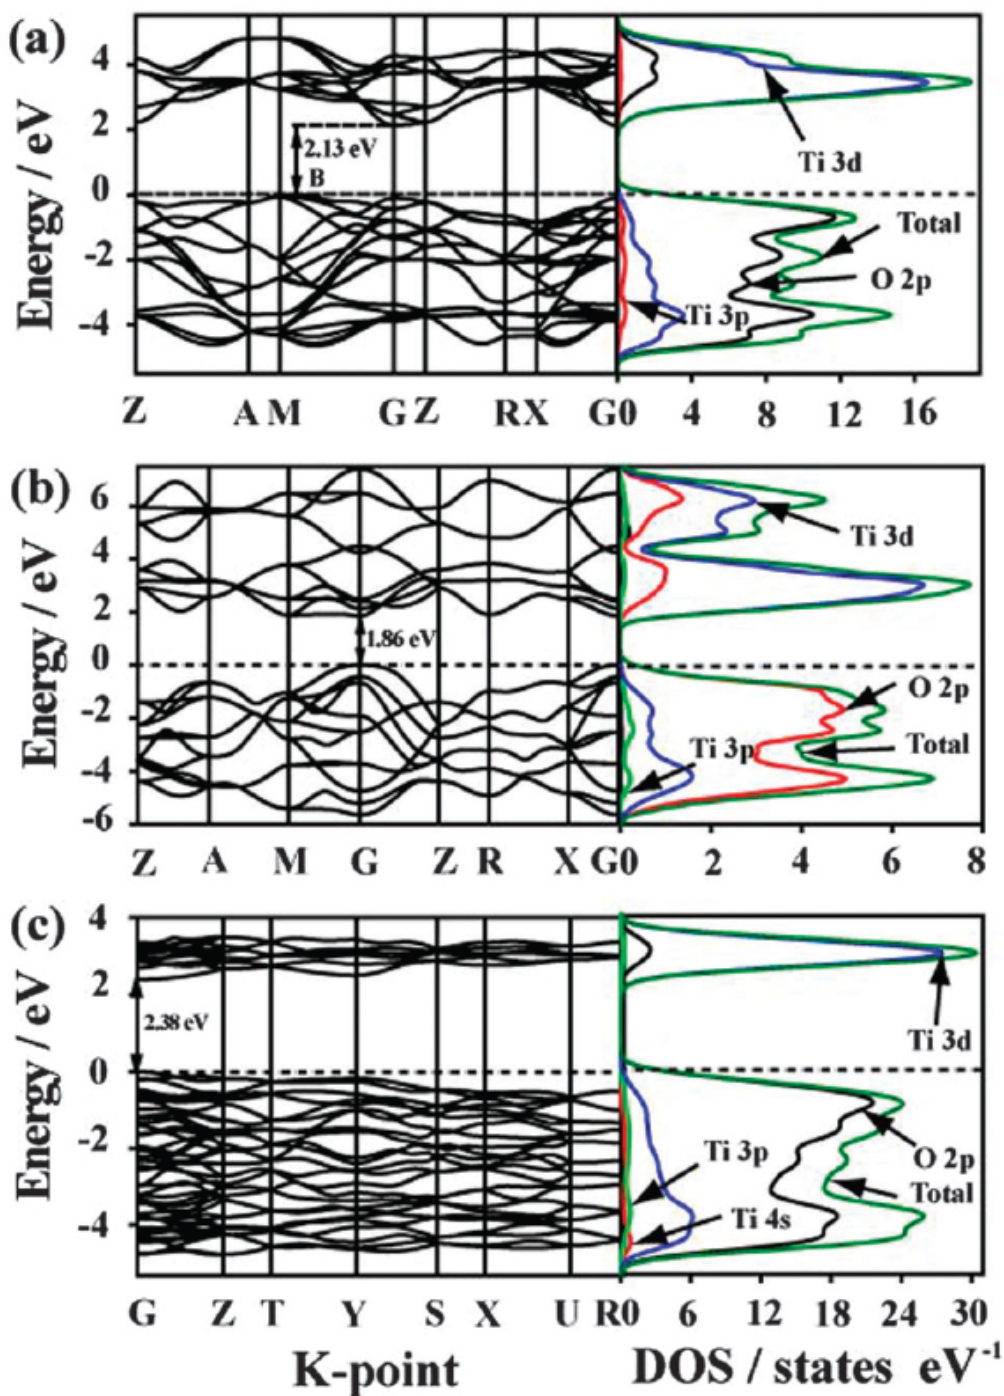 (a)
Energy / eV
4
2
0
-2
-4
2.13 eV
B
Ti 3d
Total
O 2p
Ti 3p
Z A M G Z R X G 0 4 8 12 16
(b)
Energy / eV
6
4
2
0
-2
-4
-6
1.86 eV
Ti 3d
O 2p
Ti 3p
Total
Z A M G Z R X G 0 2 4 6 8
(c)
Energy / eV
4
2
0
-2
-4
2.38 eV
Ti 3d
Ti 3p
O 2p
Total
Ti 4s
G Z T Y S X U R 0 6 12 18 24 30
K-point DOS / states eV⁻¹